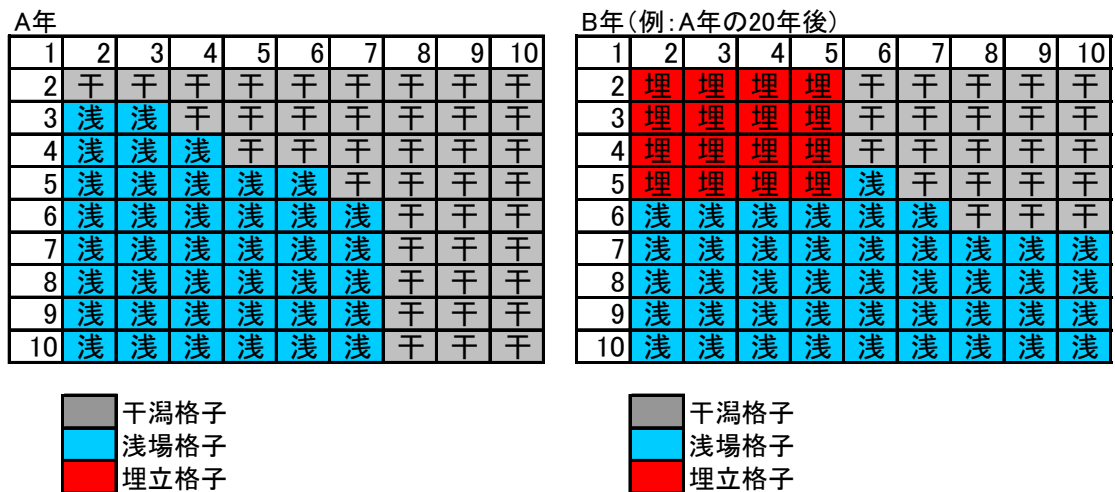 A年
1 2 3 4 5 6 7 8 9 10
2 干 干 干 干 干 干 干 干 干
3 浅 浅 干 干 干 干 干 干 干
4 浅 浅 浅 干 干 干 干 干 干
5 浅 浅 浅 浅 浅 干 干 干 干
6 浅 浅 浅 浅 浅 浅 干 干 干
7 浅 浅 浅 浅 浅 浅 干 干 干
8 浅 浅 浅 浅 浅 浅 干 干 干
9 浅 浅 浅 浅 浅 浅 干 干 干
10 浅 浅 浅 浅 浅 浅 干 干 干
干潟格子
浅場格子
埋立格子
B年(例:A年の20年後)
1 2 3 4 5 6 7 8 9 10
2 埋 埋 埋 埋 干 干 干 干 干
3 埋 埋 埋 埋 干 干 干 干 干
4 埋 埋 埋 埋 干 干 干 干 干
5 埋 埋 埋 埋 浅 干 干 干 干
6 浅 浅 浅 浅 浅 浅 干 干 干
7 浅 浅 浅 浅 浅 浅 浅 浅 浅
8 浅 浅 浅 浅 浅 浅 浅 浅 浅
9 浅 浅 浅 浅 浅 浅 浅 浅 浅
10 浅 浅 浅 浅 浅 浅 浅 浅 浅
干潟格子
浅場格子
埋立格子